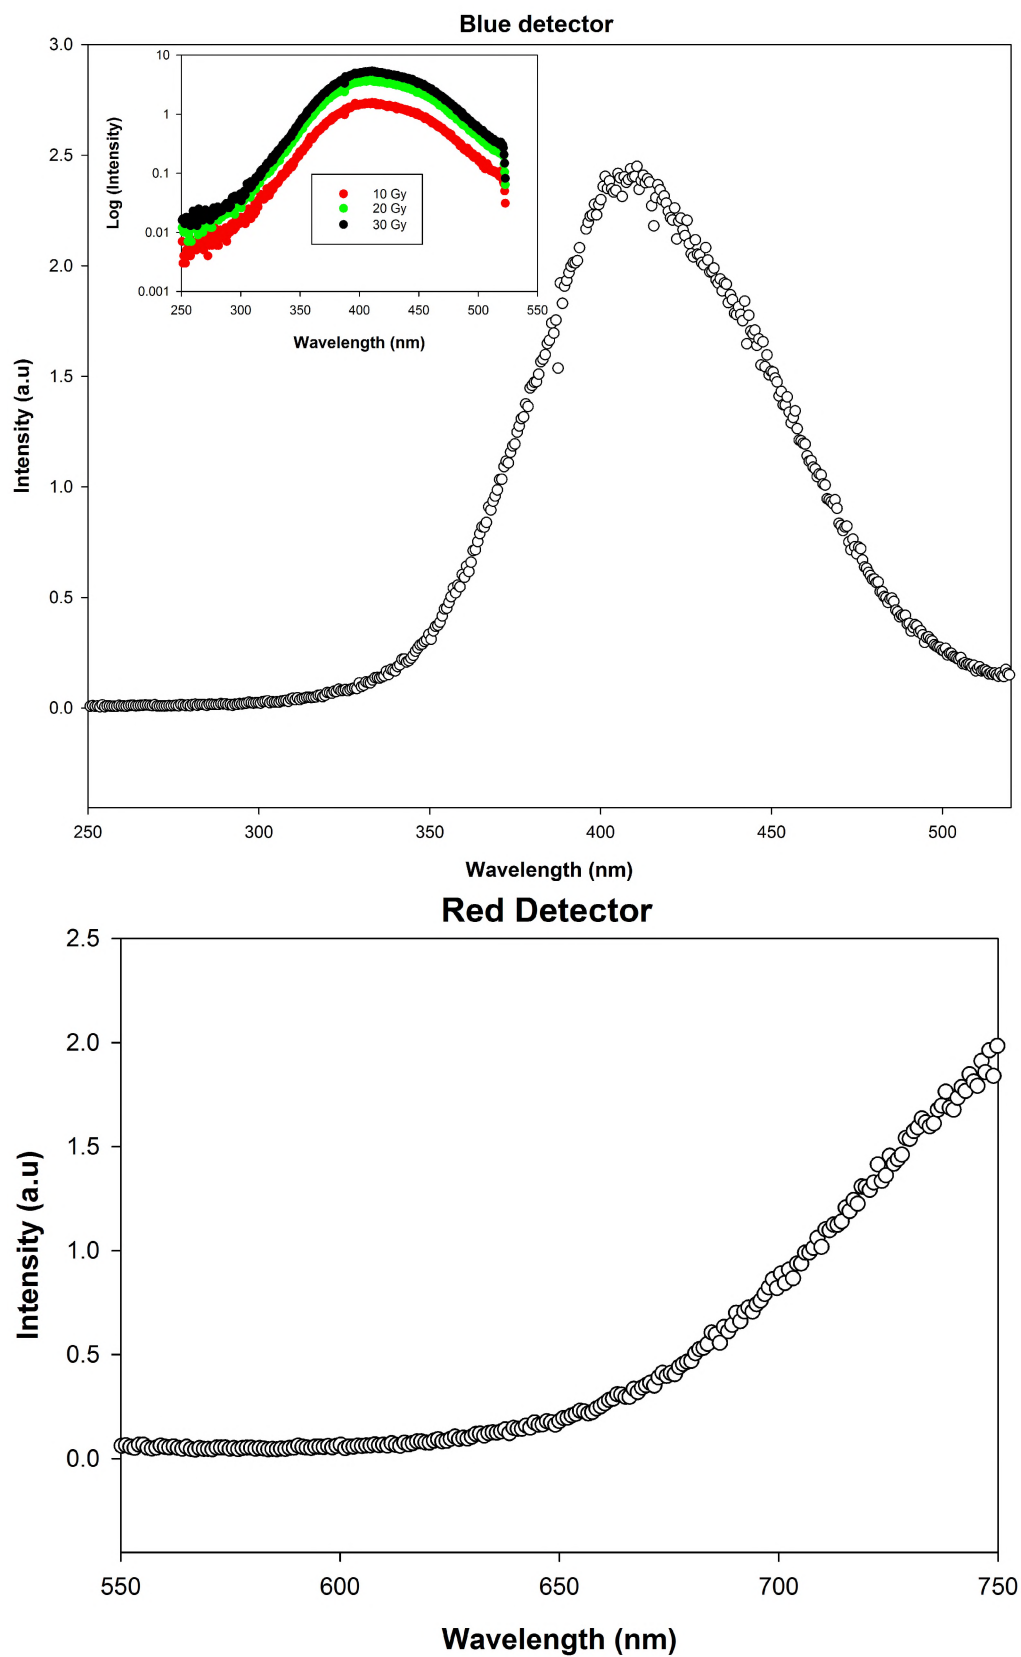 Blue detector
3.0
2.5
2.0
1.5
1.0
0.5
0.0
Intensity (a.u)
10
1
0.1
0.01
0.001
Log (Intensity)
10 Gy
20 Gy
30 Gy
250 300 350 400 450 500 550
Wavelength (nm)
250 300 350 400 450 500
Wavelength (nm)
Red Detector
2.5
2.0
1.5
1.0
0.5
0.0
Intensity (a.u)
550 600 650 700 750
Wavelength (nm)